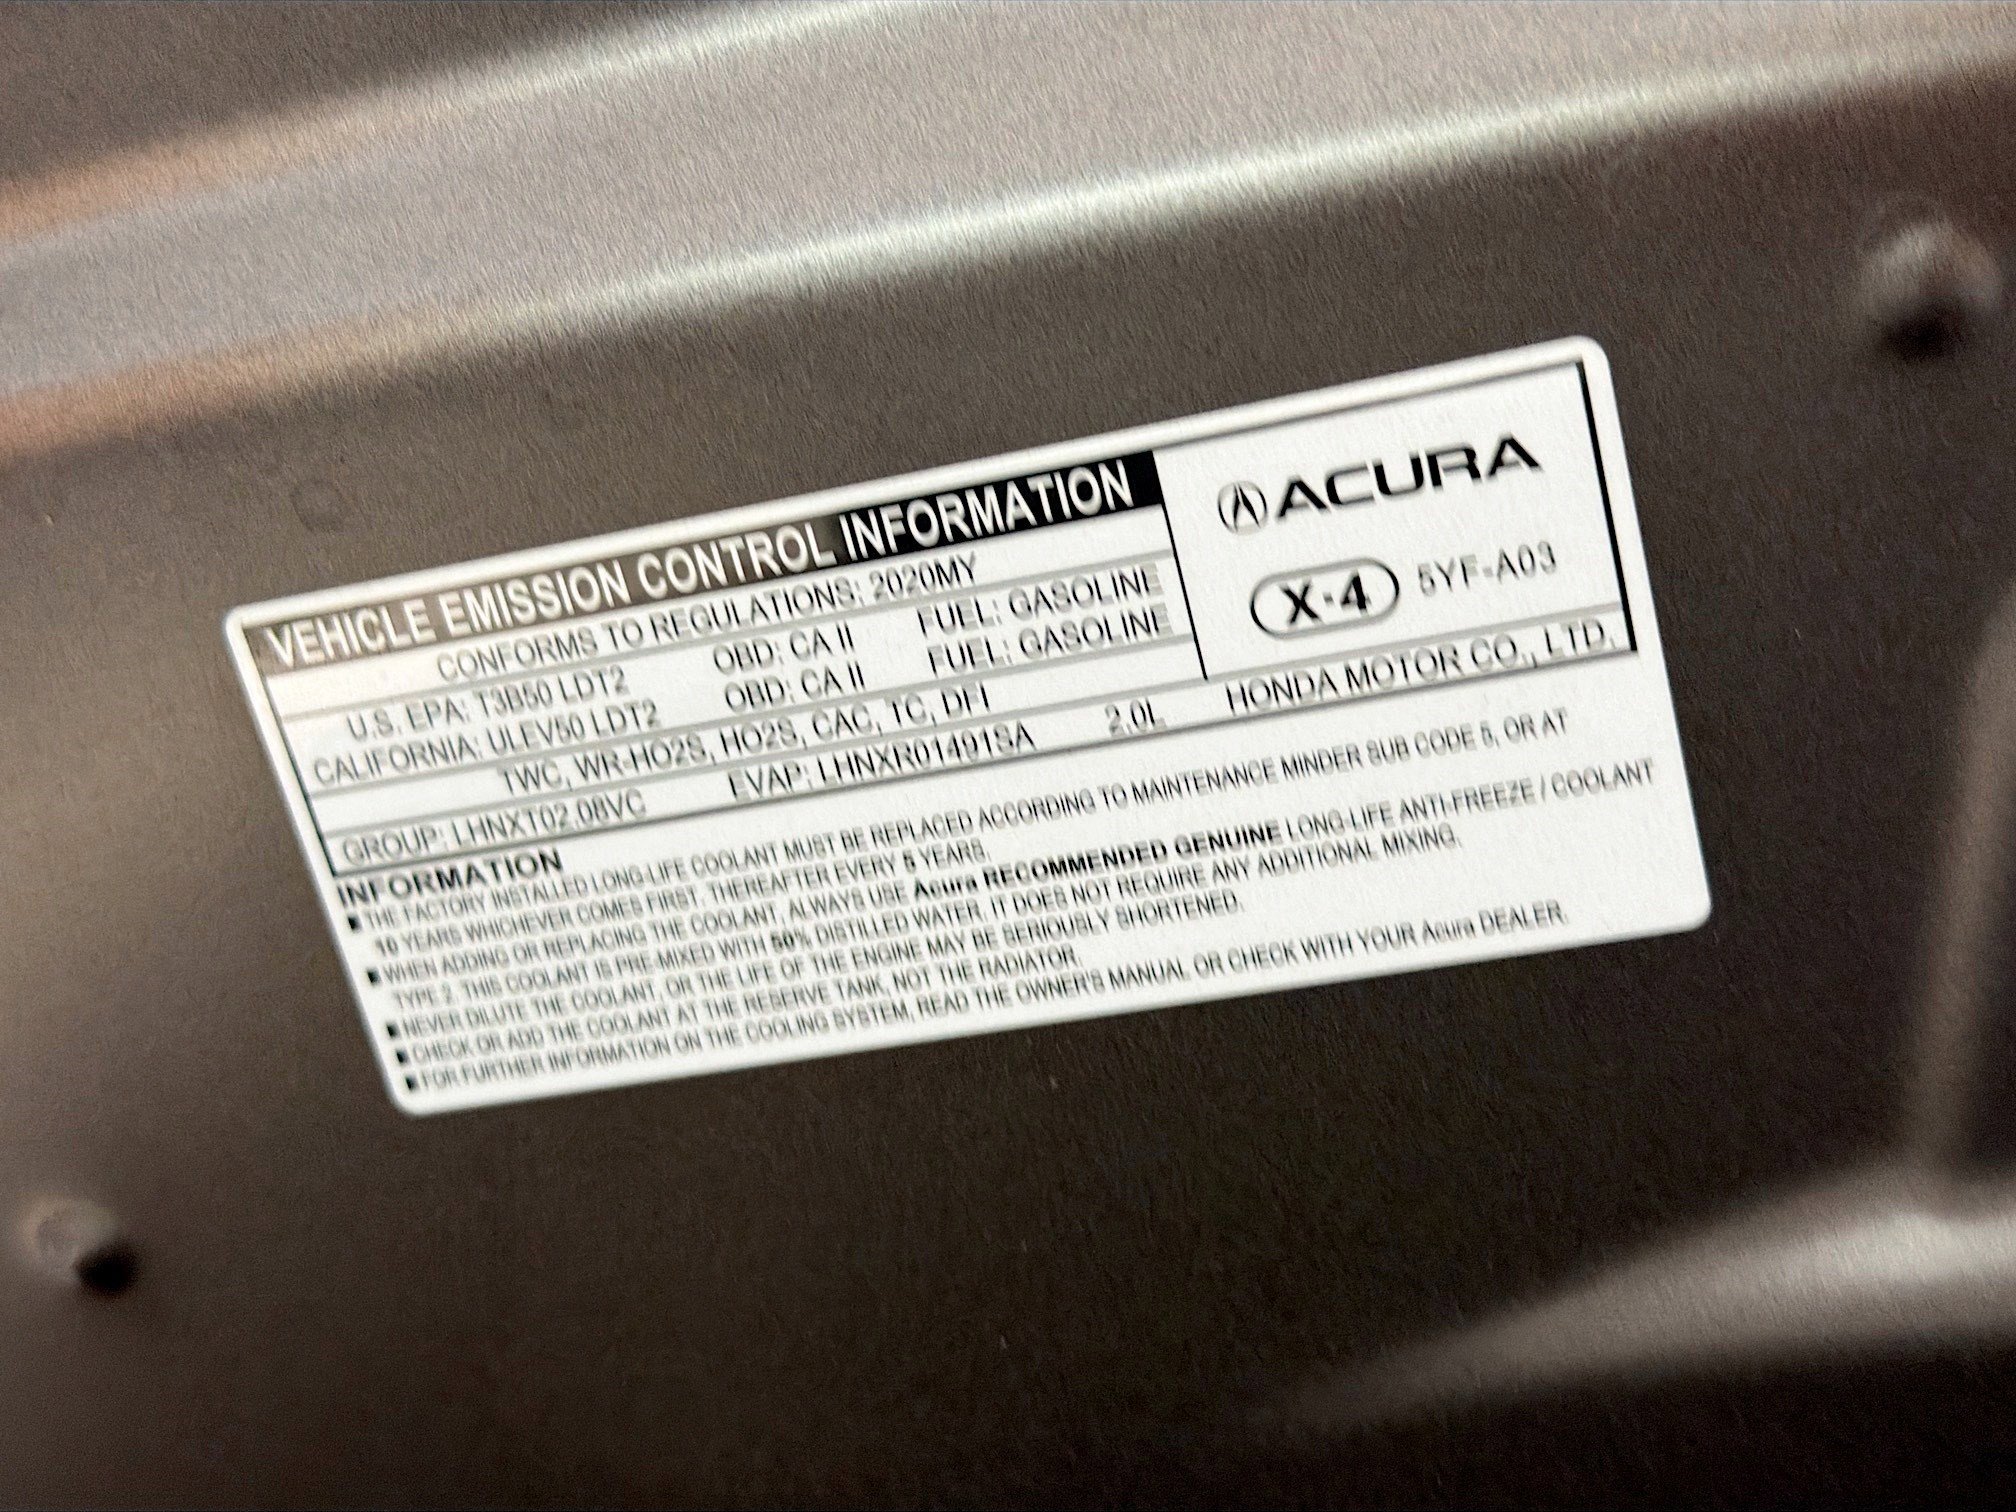 VEHICLE EMISSION CONTROL INFORMATION
CONFORMS TO REGULATIONS: 2020MY
U.S. EPA: T3B50 LDT2 OBD: CA II FUEL: GASOLINE
CALIFORNIA: ULEV50 LDT2 OBD: CA II FUEL: GASOLINE
TWC, WR-HO2S, HO2S, CAC, TC, DFI
GROUP: LHNXT02.08VC EVAP: LHNXR01491SA 2.0L HONDA MOTOR CO., LTD.
ACURA
X-4 5YF-A03
INFORMATION
■ THE FACTORY INSTALLED LONG-LIFE COOLANT MUST BE REPLACED ACCORDING TO MAINTENANCE MINDER SUB CODE 5, OR AT
10 YEARS WHICHEVER COMES FIRST. THEREAFTER EVERY 5 YEARS.
■ WHEN ADDING OR REPLACING THE COOLANT, ALWAYS USE Acura RECOMMENDED GENUINE LONG-LIFE ANTI-FREEZE / COOLANT
TYPE 2. THIS COOLANT IS PRE-MIXED WITH 50% DISTILLED WATER. IT DOES NOT REQUIRE ANY ADDITIONAL MIXING.
■ NEVER DILUTE THE COOLANT, OR THE LIFE OF THE ENGINE MAY BE SERIOUSLY SHORTENED.
■ CHECK OR ADD THE COOLANT AT THE RESERVE TANK, NOT THE RADIATOR.
■ FOR FURTHER INFORMATION ON THE COOLING SYSTEM, READ THE OWNER'S MANUAL OR CHECK WITH YOUR Acura DEALER.